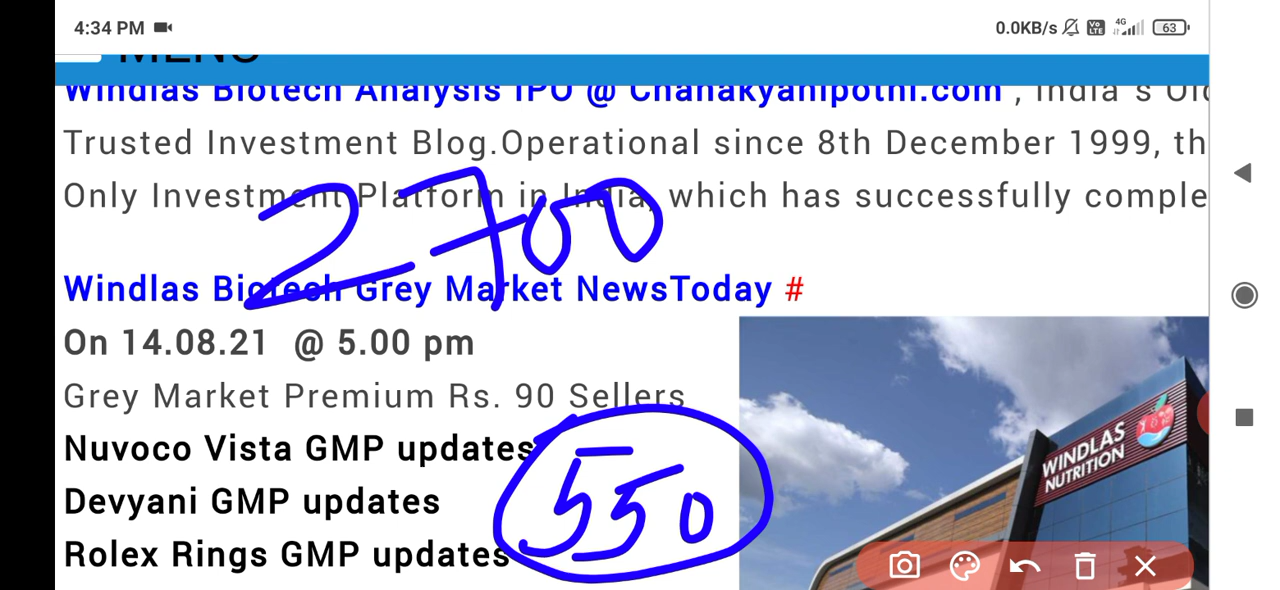 4:34 PM 0.0KB/s Vo LTE 4G 63
MENU
Windlas Biotech Analysis IPO @ Chanakyanipothi.com , India's Old
Trusted Investment Blog.Operational since 8th December 1999, th
Only Investment Platform in India, which has successfully comple
2700
Windlas Biotech Grey Market NewsToday #
On 14.08.21 @ 5.00 pm
Grey Market Premium Rs. 90 Sellers
Nuvoco Vista GMP updates
Devyani GMP updates
550
Rolex Rings GMP updates
WINDLAS
NUTRITION